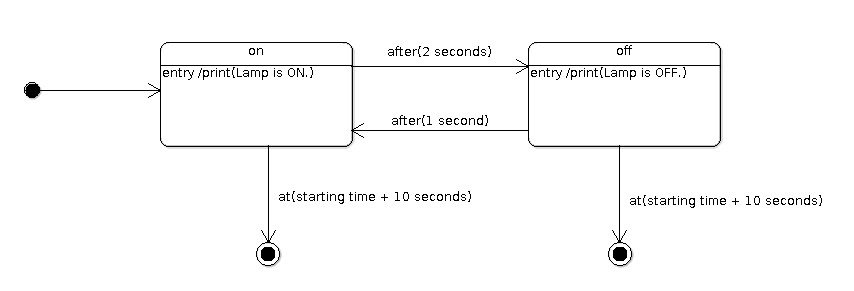 on
after(2 seconds)
off
entry /print(Lamp is ON.)
entry /print(Lamp is OFF.)
after(1 second)
at(starting time + 10 seconds)
at(starting time + 10 seconds)